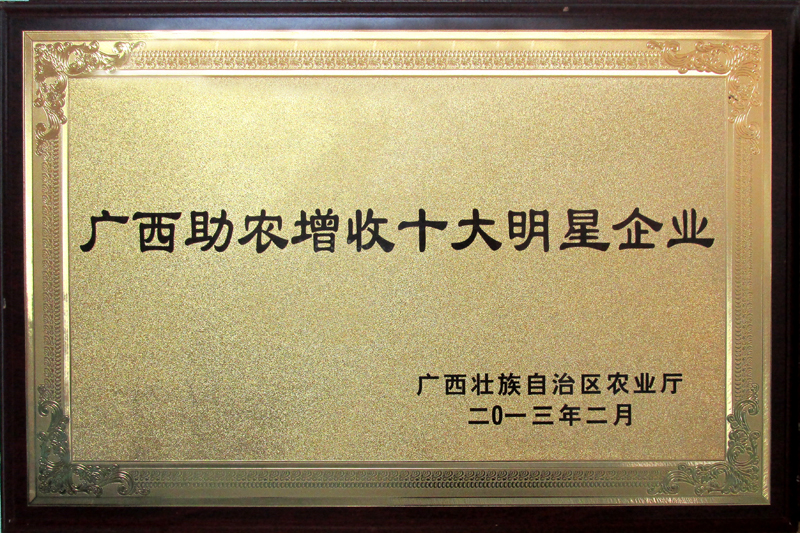 广西助农增收十大明星企业
广西壮族自治区农业厅
二0一三年二月